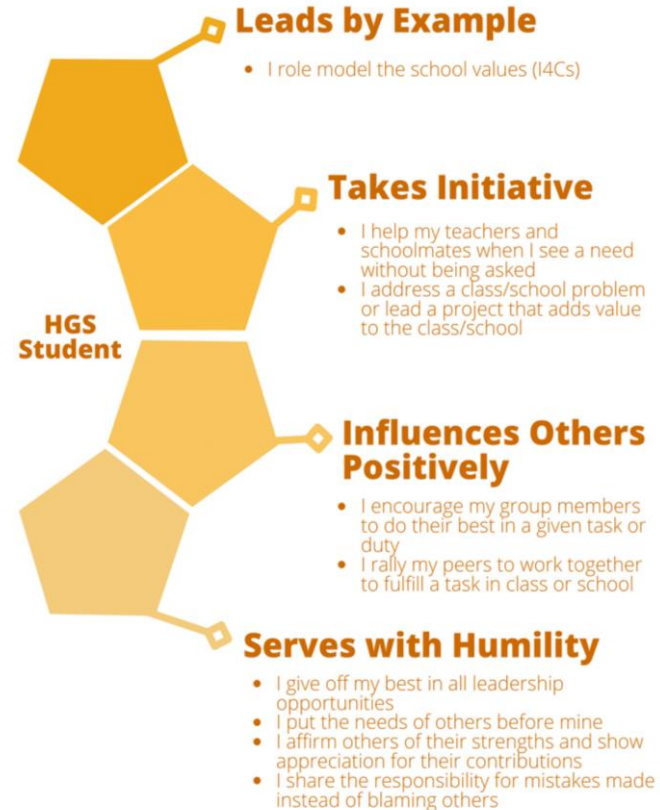 Leads by Example
• I role model the school values (I4Cs)
Takes Initiative
• I help my teachers and
schoolmates when I see a need
without being asked
• I address a class/school problem
or lead a project that adds value
to the class/school
HGS
Student
Influences Others
Positively
• I encourage my group members
to do their best in a given task or
duty
• I rally my peers to work together
to fulfill a task in class or school
Serves with Humility
• I give off my best in all leadership
opportunities
• I put the needs of others before mine
• I affirm others of their strengths and show
appreciation for their contributions
• I share the responsibility for mistakes made
instead of blaming others